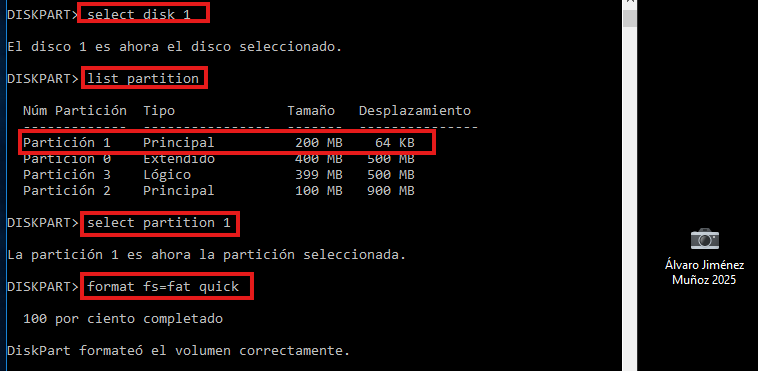 DISKPART> select disk 1
El disco 1 es ahora el disco seleccionado.
DISKPART> list partition
Núm Partición  Tipo              Tamaño   Desplazamiento
-------------  ----------------  -------  ---------------
Partición 1    Principal          200 MB    64 KB
Partición 0    Extendido          400 MB   500 MB
Partición 3    Lógico             399 MB   500 MB
Partición 2    Principal          100 MB   900 MB
DISKPART> select partition 1
La partición 1 es ahora la partición seleccionada.
DISKPART> format fs=fat quick
100 por ciento completado
DiskPart formateó el volumen correctamente.
Álvaro Jiménez
Muñoz 2025